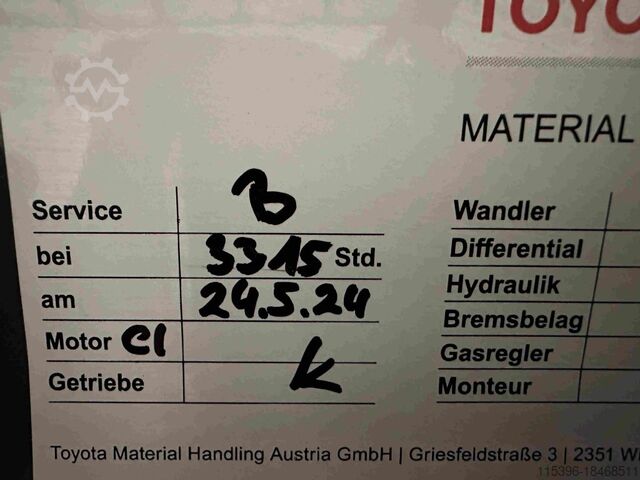 TOYO
MATERIAL
Service B
bei 3315 Std.
am 24.5.24
Motor el
Getriebe K
Wandler
Differential
Hydraulik
Bremsbelag
Gasregler
Monteur
Toyota Material Handling Austria GmbH | Griesfeldstraße 3 | 2351 W
115396-18468511